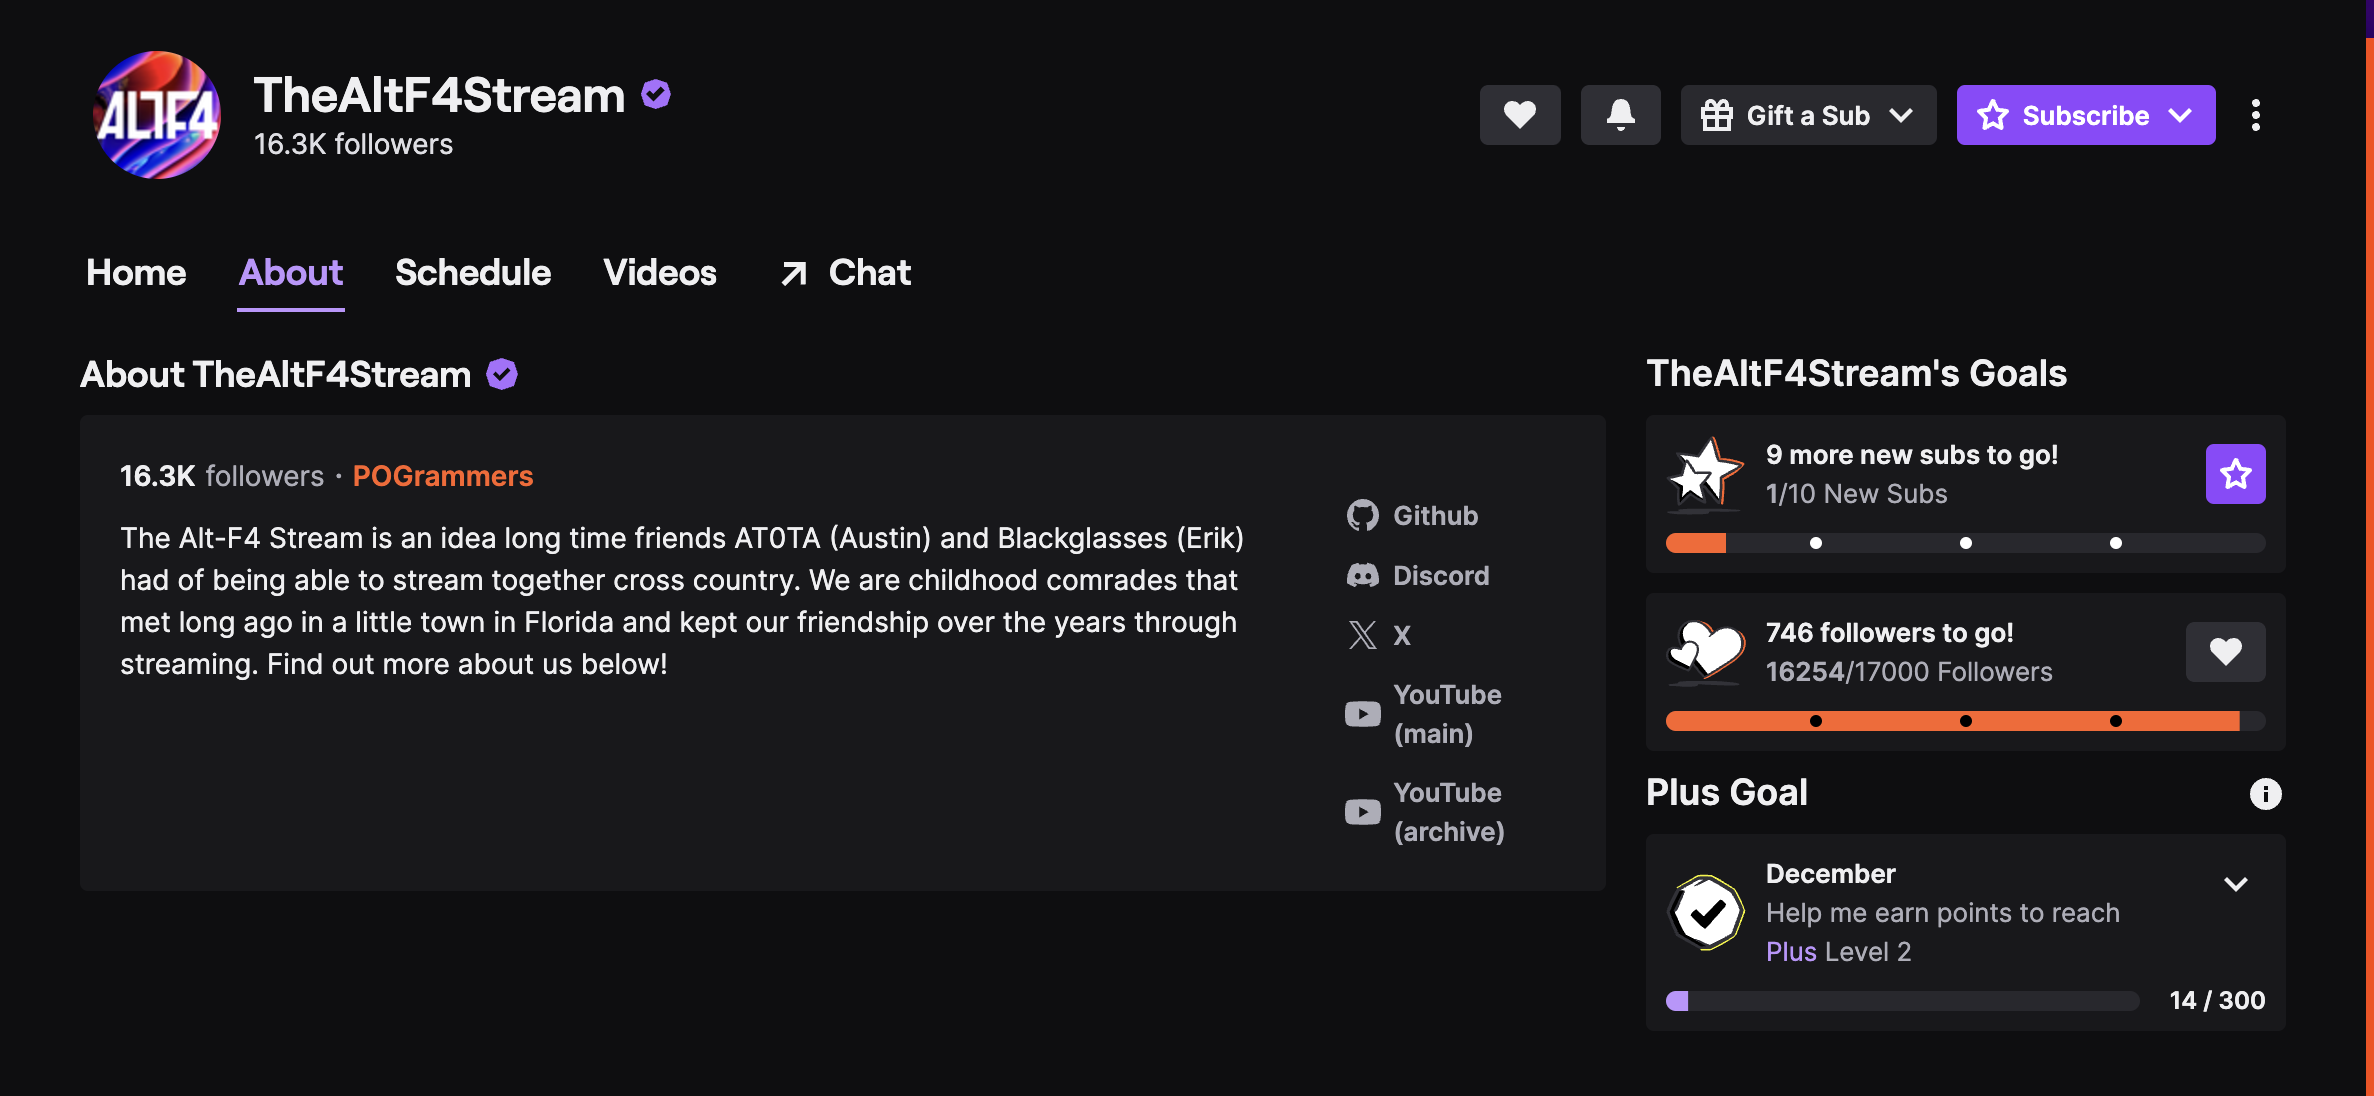 ALTF4
TheAltF4Stream
16.3K followers
Gift a Sub
Subscribe
Home
About
Schedule
Videos
Chat
About TheAltF4Stream
16.3K followers · POGrammers
The Alt-F4 Stream is an idea long time friends AT0TA (Austin) and Blackglasses (Erik)
had of being able to stream together cross country. We are childhood comrades that
met long ago in a little town in Florida and kept our friendship over the years through
streaming. Find out more about us below!
Github
Discord
X
YouTube
(main)
YouTube
(archive)
TheAltF4Stream's Goals
9 more new subs to go!
1/10 New Subs
746 followers to go!
16254/17000 Followers
Plus Goal
December
Help me earn points to reach
Plus Level 2
14 / 300